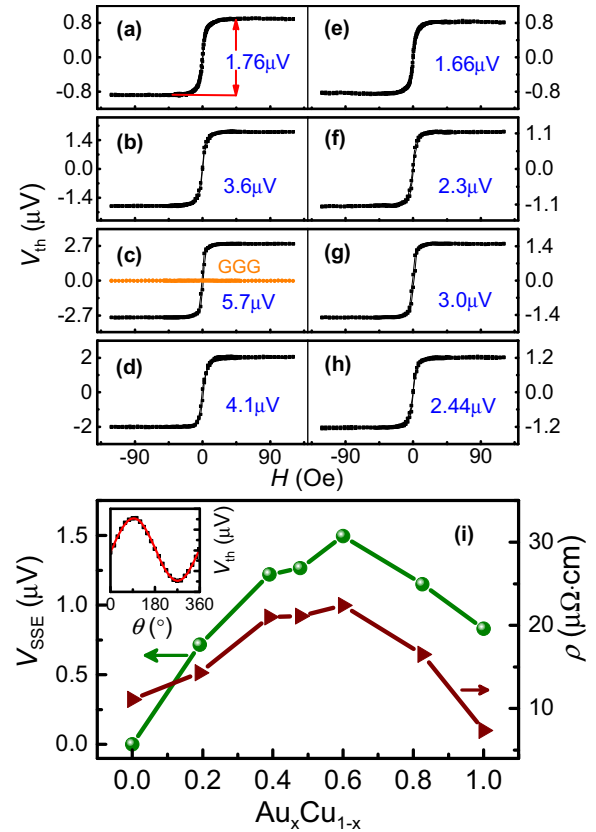 (a) 1.76μV 0.8 0.0 -0.8
(e) 1.66μV 0.8 0.0 -0.8
(b) 3.6μV 1.4 0.0 -1.4
(f) 2.3μV 1.1 0.0 -1.1
V_th (μV)
(c) GGG 5.7μV 2.7 0.0 -2.7
(g) 3.0μV 1.4 0.0 -1.4
(d) 4.1μV 2 0 -2
(h) 2.44μV 1.2 0.0 -1.2
-90 0 90 -90 0 90
H (Oe)
(i)
V_th (μV)
0 180 360
θ (°)
V_SSE (μV)
1.5
1.0
0.5
0.0
30
20
10
ρ (μΩ·cm)
0.0 0.2 0.4 0.6 0.8 1.0
Au_xCu_{1-x}